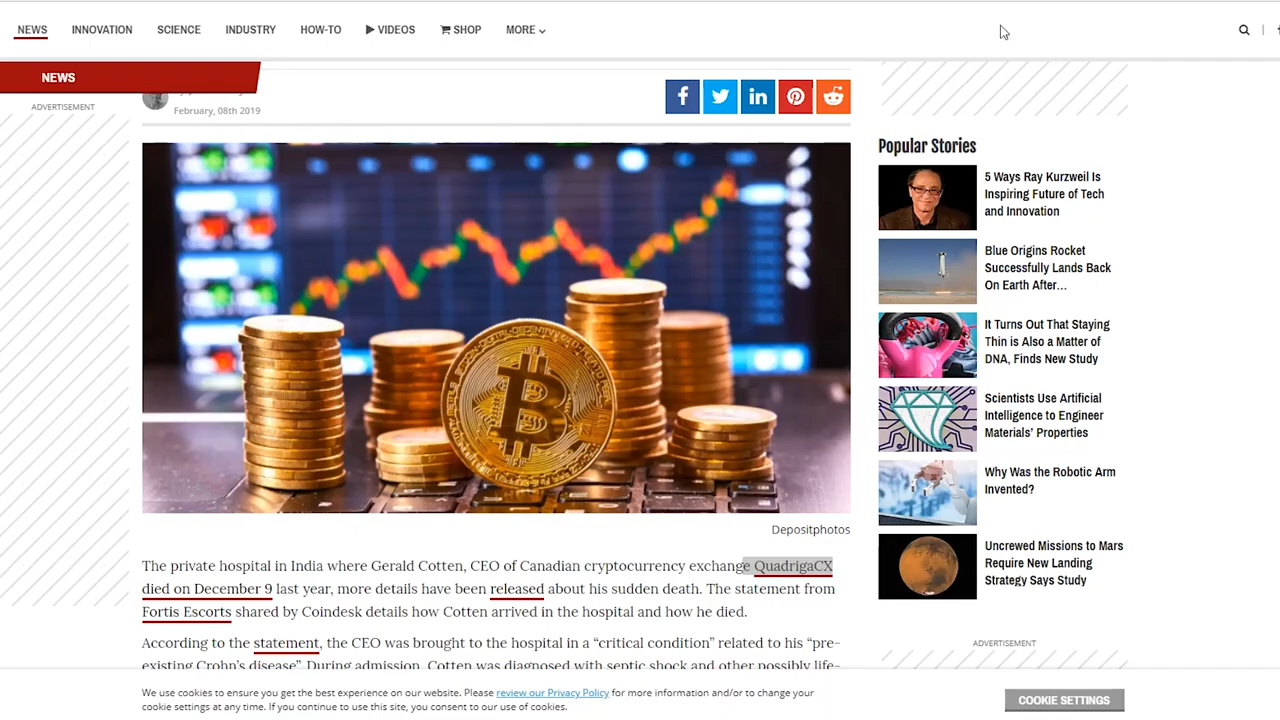 NEWS INNOVATION SCIENCE INDUSTRY HOW-TO VIDEOS SHOP MORE
NEWS
ADVERTISEMENT
February, 08th 2019
Depositphotos
The private hospital in India where Gerald Cotten, CEO of Canadian cryptocurrency exchange QuadrigaCX
died on December 9 last year, more details have been released about his sudden death. The statement from
Fortis Escorts shared by Coindesk details how Cotten arrived in the hospital and how he died.
According to the statement, the CEO was brought to the hospital in a “critical condition” related to his “pre-
existing Crohn’s disease”. During admission, Cotten was diagnosed with septic shock and other possibly life-
Popular Stories
5 Ways Ray Kurzweil Is
Inspiring Future of Tech
and Innovation
Blue Origins Rocket
Successfully Lands Back
On Earth After…
It Turns Out That Staying
Thin is Also a Matter of
DNA, Finds New Study
Scientists Use Artificial
Intelligence to Engineer
Materials’ Properties
Why Was the Robotic Arm
Invented?
Uncrewed Missions to Mars
Require New Landing
Strategy Says Study
ADVERTISEMENT
We use cookies to ensure you get the best experience on our website. Please review our Privacy Policy for more information and/or to change your
cookie settings at any time. If you continue to use this site, you consent to our use of cookies.
COOKIE SETTINGS